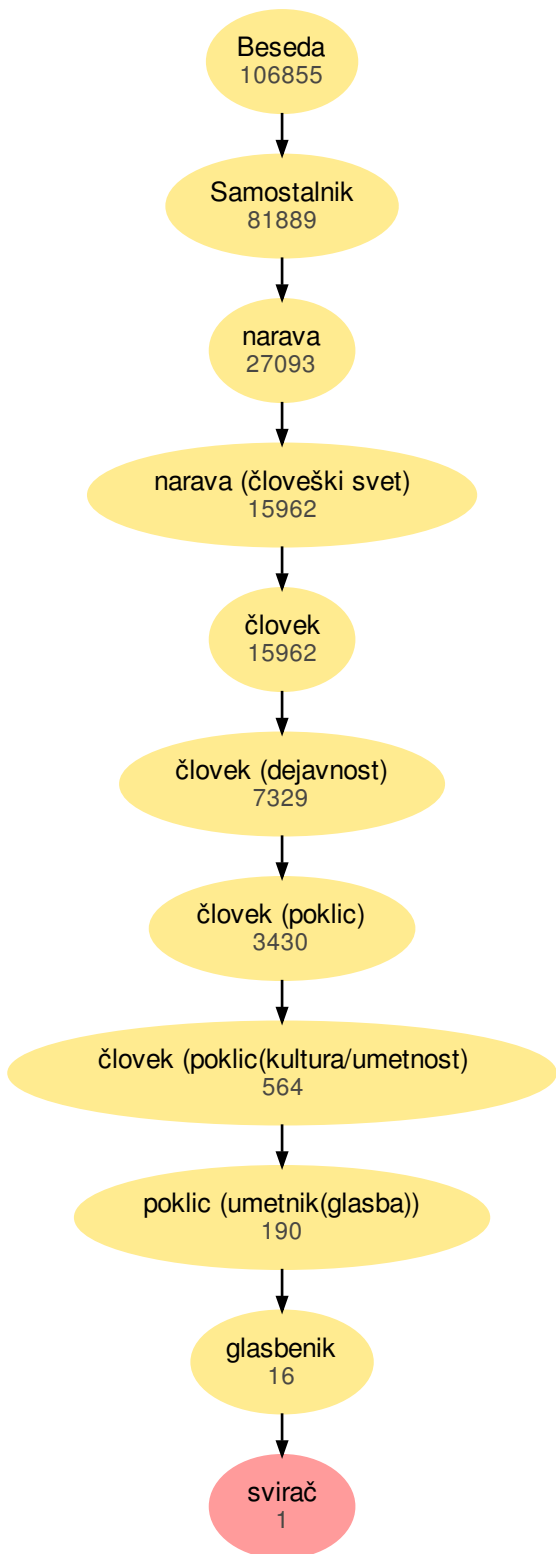 Beseda
106855
Samostalnik
81889
narava
27093
narava (človeški svet)
15962
človek
15962
človek (dejavnost)
7329
človek (poklic)
3430
človek (poklic(kultura/umetnost)
564
poklic (umetnik(glasba))
190
glasbenik
16
svirač
1